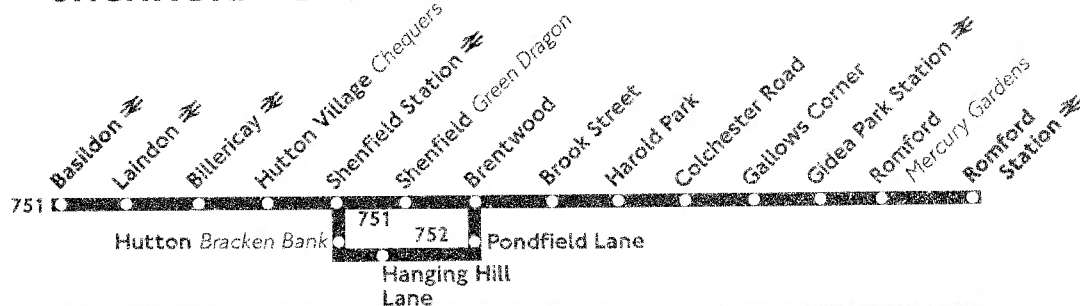 Basildon
Laindon
Billericay
Hutton Village Chequers
Shenfield Station
Shenfield Green Dragon
Brentwood
Brook Street
Harold Park
Colchester Road
Gallows Corner
Gidea Park Station
Romford
Mercury Gardens
Romford
Station
751
751
752
Hutton Bracken Bank
Pondfield Lane
Hanging Hill
Lane